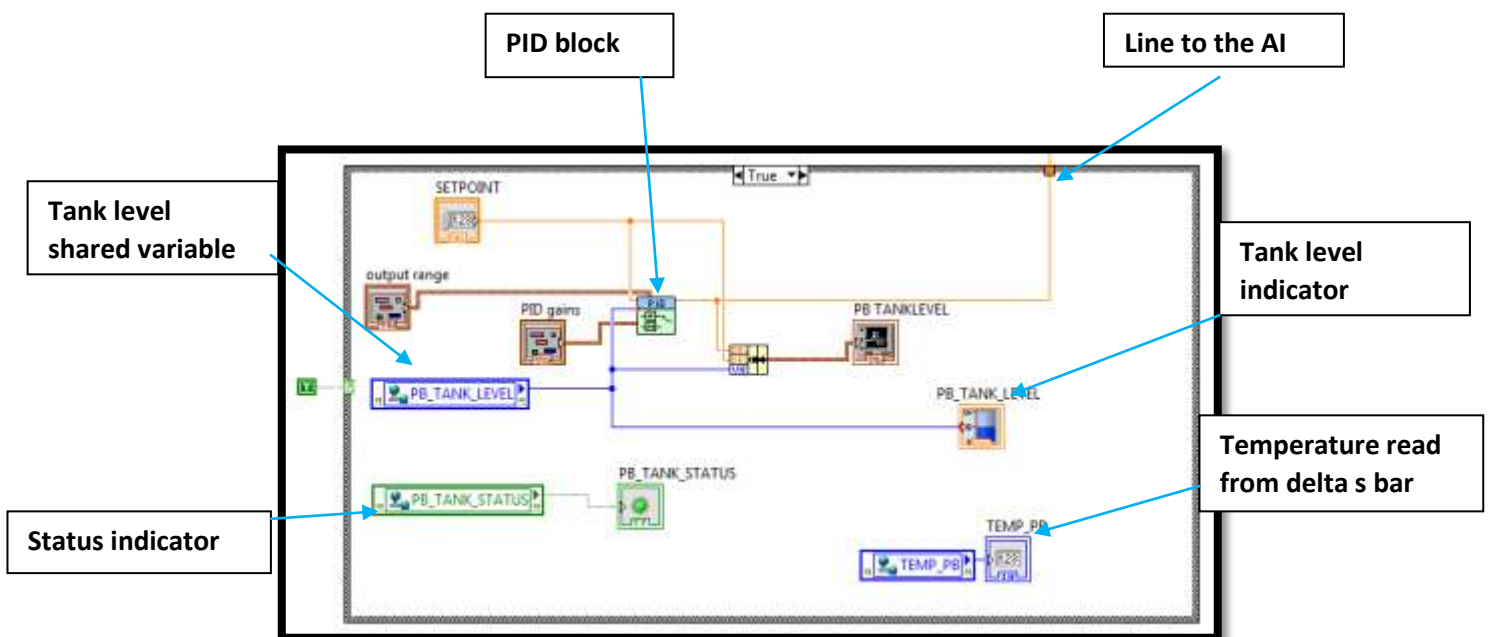 PID block
Line to the AI
True
SETPOINT
Tank level
shared variable
Tank level
indicator
output range
PID gains
PID
PB TANKLEVEL
PB_TANK_LEVEL
PB_TANK_LEVEL
Temperature read
from delta s bar
PB_TANK_STATUS
PB_TANK_STATUS
Status indicator
TEMP_PB
TEMP_PB